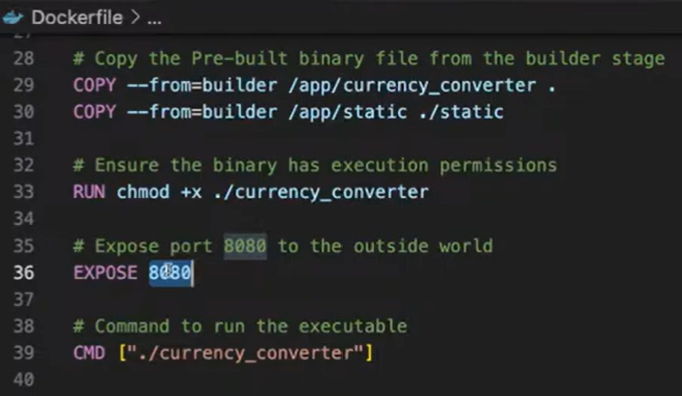 Dockerfile > ...
27
28 # Copy the Pre-built binary file from the builder stage
29 COPY --from=builder /app/currency_converter .
30 COPY --from=builder /app/static ./static
31
32 # Ensure the binary has execution permissions
33 RUN chmod +x ./currency_converter
34
35 # Expose port 8080 to the outside world
36 EXPOSE 8080
37
38 # Command to run the executable
39 CMD ["./currency_converter"]
40